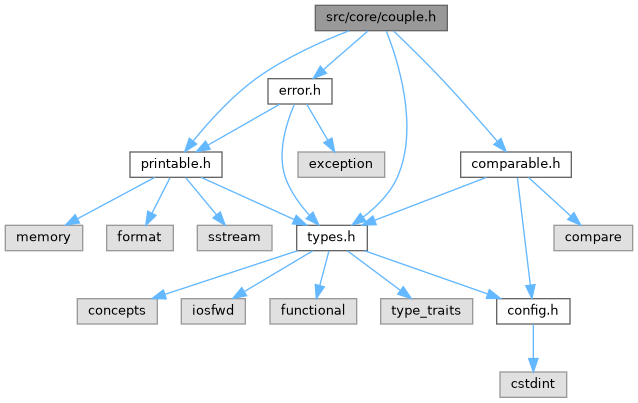 src/core/couple.h
error.h
printable.h
exception
comparable.h
memory
format
sstream
types.h
compare
concepts
iosfwd
functional
type_traits
config.h
cstdint